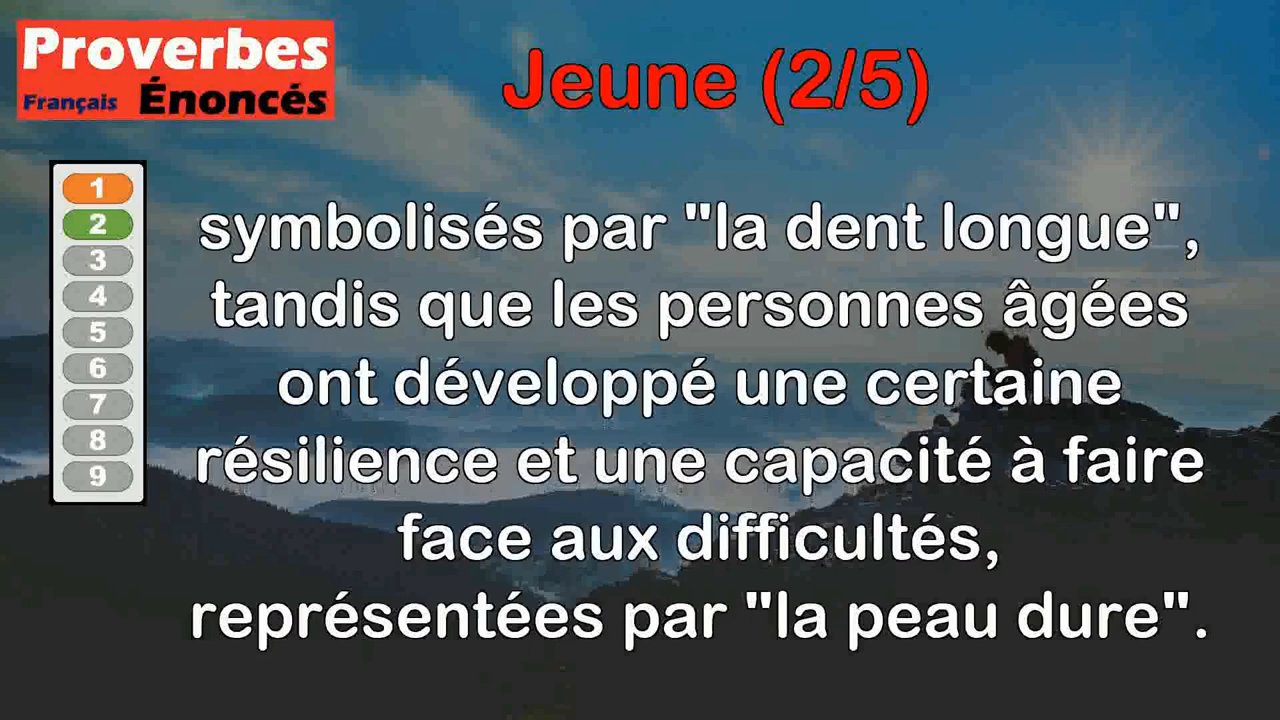 Proverbes
Français Énoncés
Jeune (2/5)
1
2
3
4
5
6
7
8
9
symbolisés par "la dent longue",
tandis que les personnes âgées
ont développé une certaine
résilience et une capacité à faire
face aux difficultés,
représentées par "la peau dure".